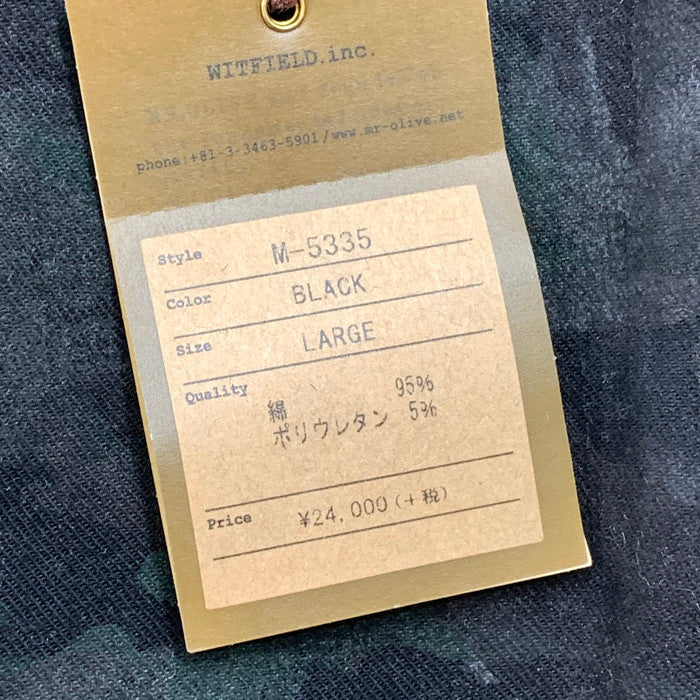 WITFIELD.inc.
phone:+81-3-3463-5901/www.mr-olive.net
Style M-5335
Color BLACK
Size LARGE
Quality
綿 95%
ポリウレタン 5%
Price ¥24,000(+税)